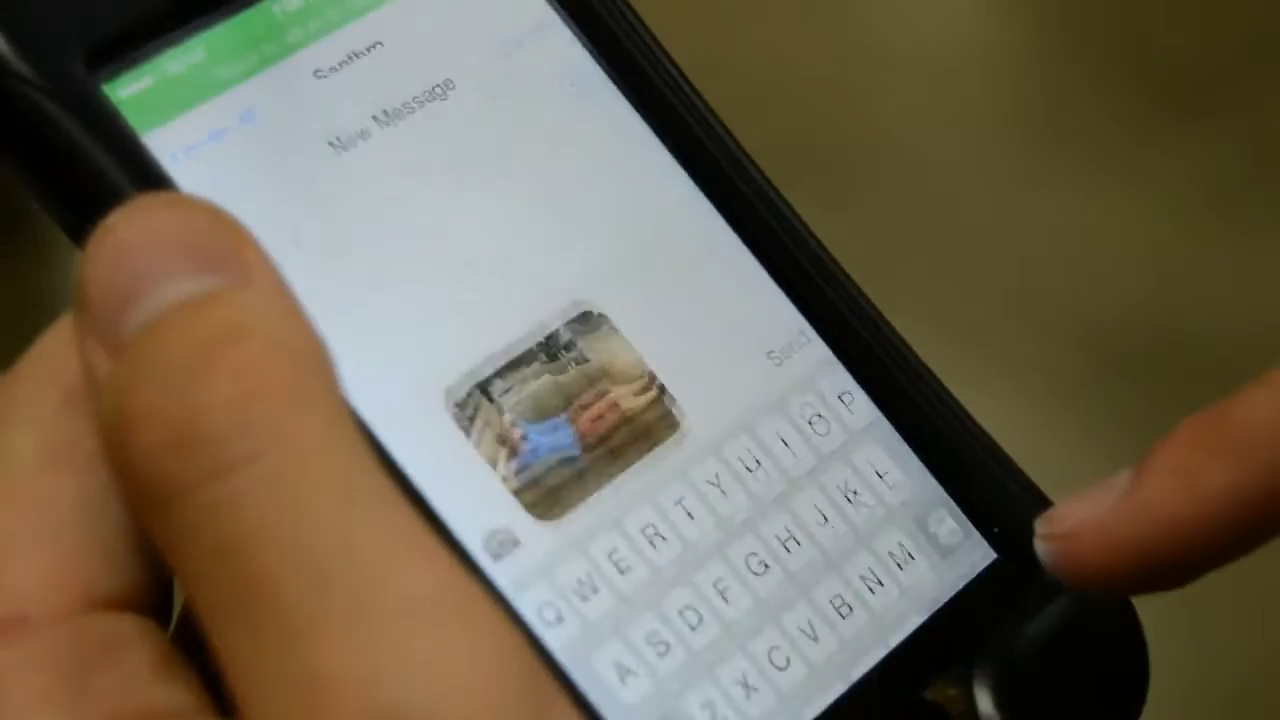 New Message
Send
Q W E R T Y U I O P
A S D F G H J K L
Z X C V B N M